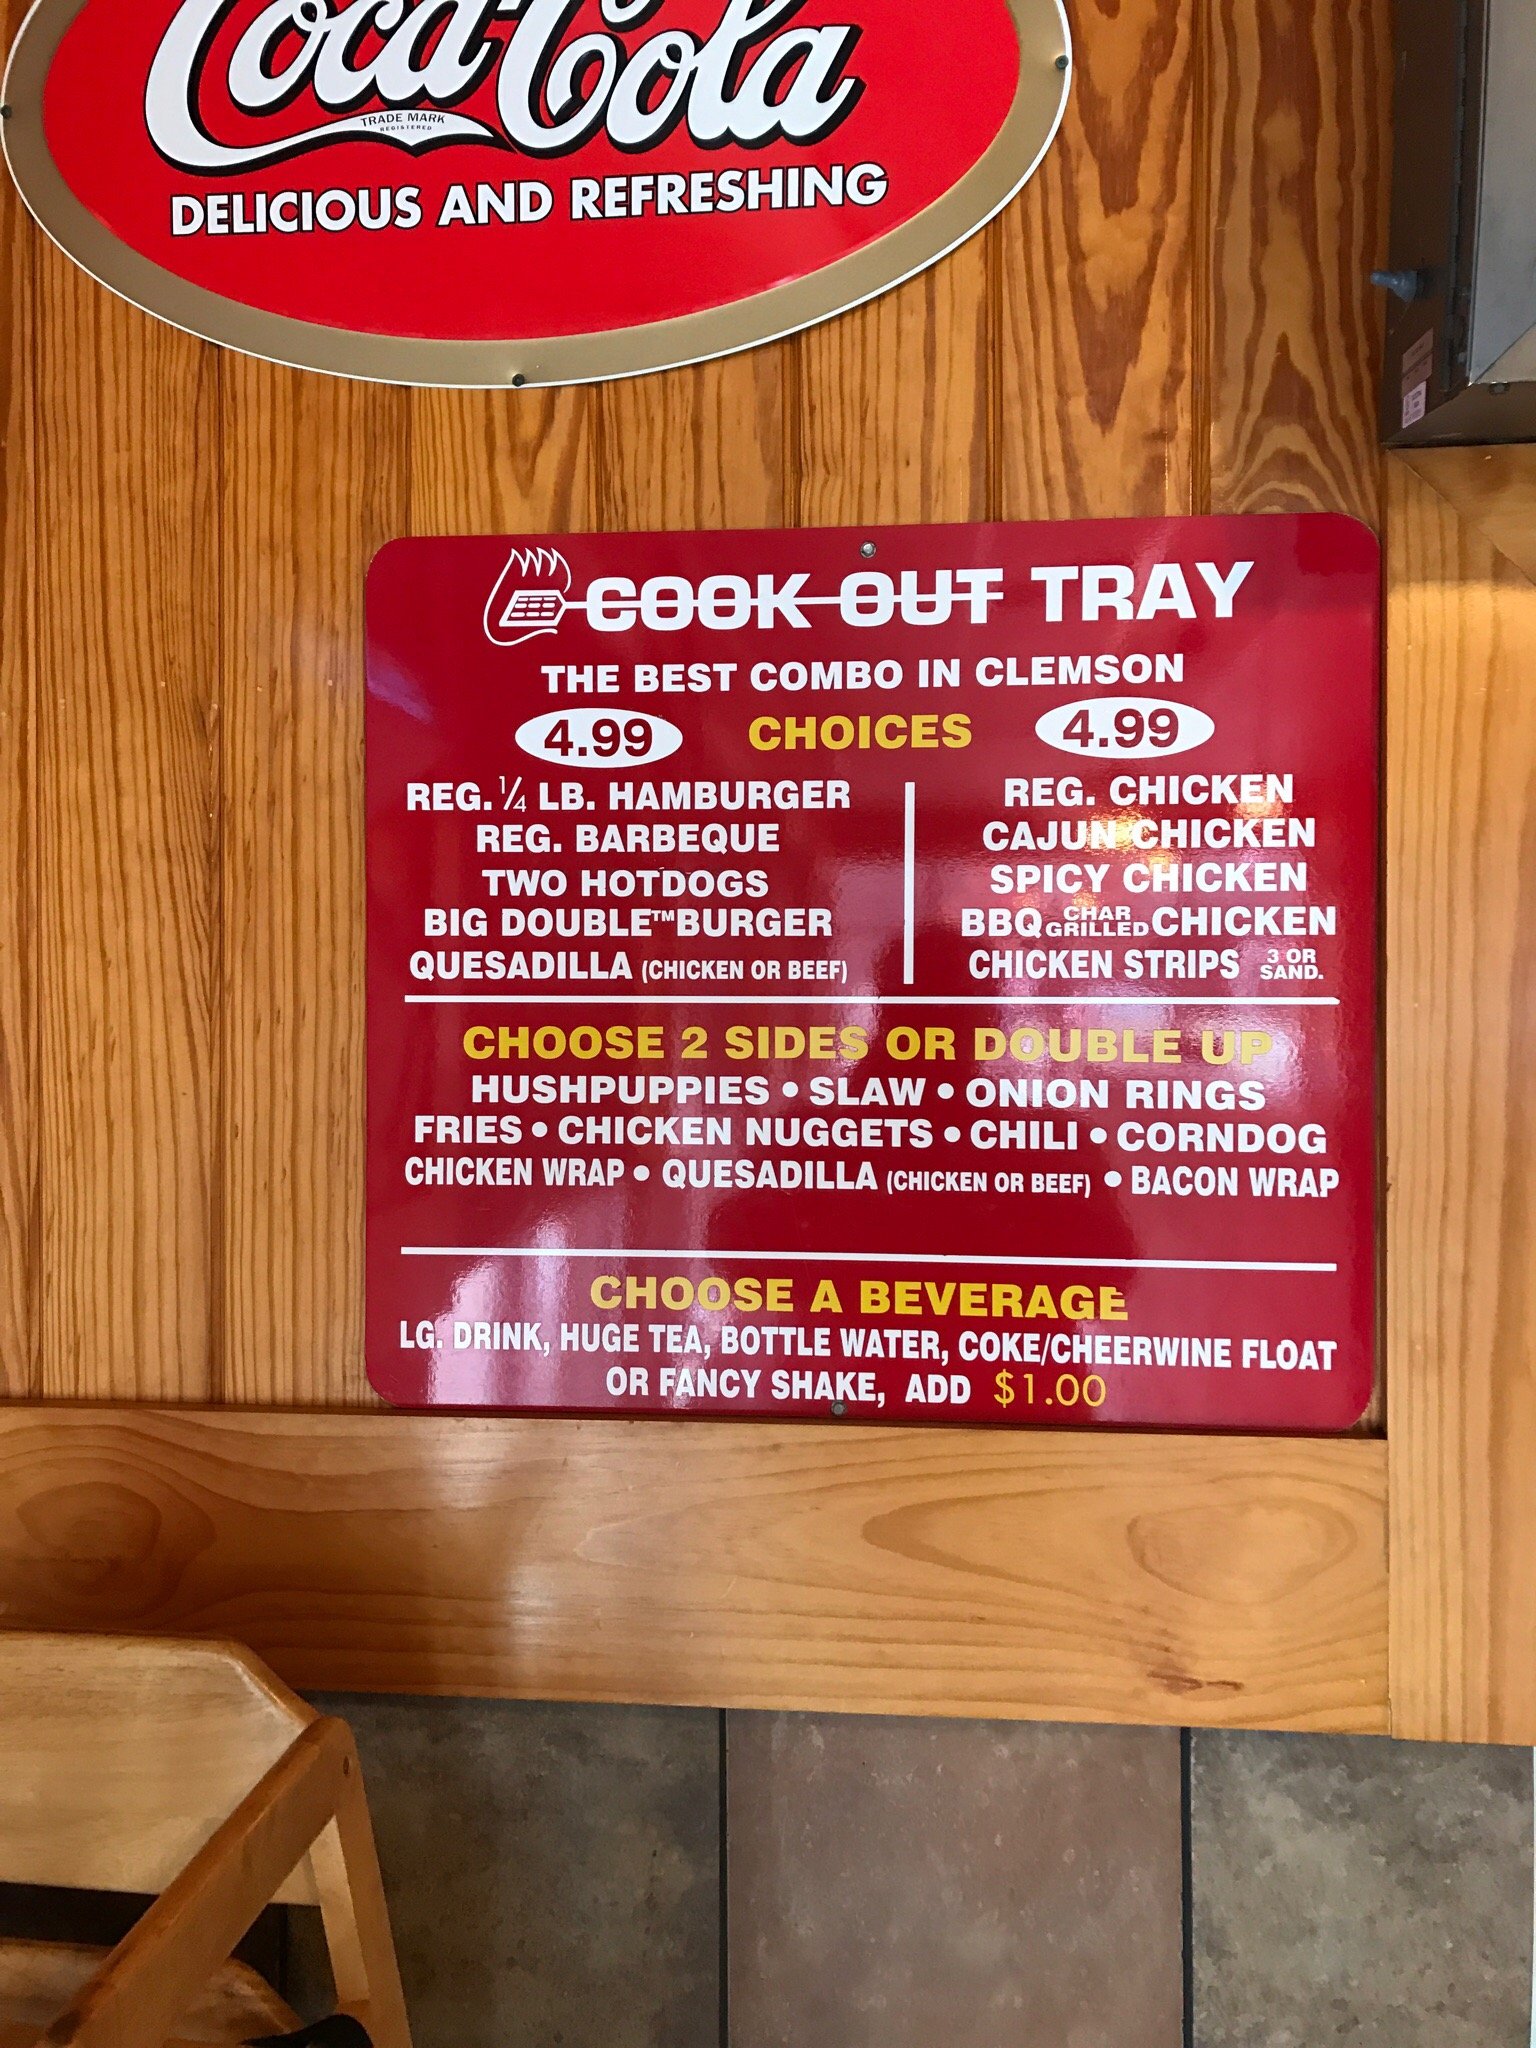 Coca-Cola
TRADE MARK
REGISTERED
DELICIOUS AND REFRESHING
COOK OUT TRAY
THE BEST COMBO IN CLEMSON
4.99 CHOICES 4.99
REG. ¼ LB. HAMBURGER
REG. BARBEQUE
TWO HOTDOGS
BIG DOUBLE™ BURGER
QUESADILLA (CHICKEN OR BEEF)
REG. CHICKEN
CAJUN CHICKEN
SPICY CHICKEN
BBQ CHAR GRILLED CHICKEN
CHICKEN STRIPS 3 OR SAND.
CHOOSE 2 SIDES OR DOUBLE UP
HUSHPUPPIES • SLAW • ONION RINGS
FRIES • CHICKEN NUGGETS • CHILI • CORNDOG
CHICKEN WRAP • QUESADILLA (CHICKEN OR BEEF) • BACON WRAP
CHOOSE A BEVERAGE
LG. DRINK, HUGE TEA, BOTTLE WATER, COKE/CHEERWINE FLOAT
OR FANCY SHAKE, ADD $1.00